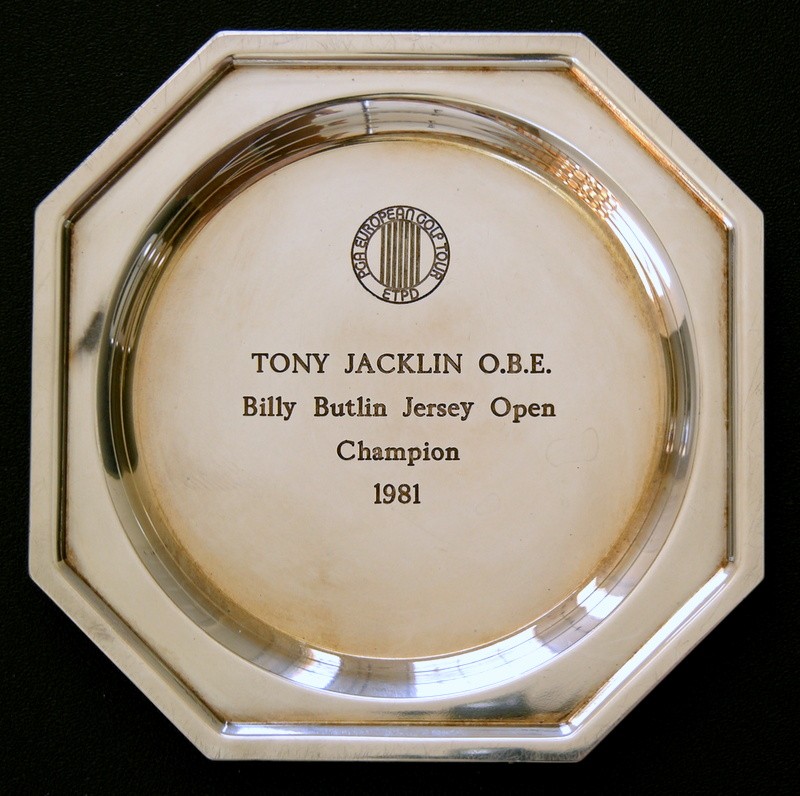 PGA EUROPEAN GOLF TOUR
ETPD
TONY JACKLIN O.B.E.
Billy Butlin Jersey Open
Champion
1981